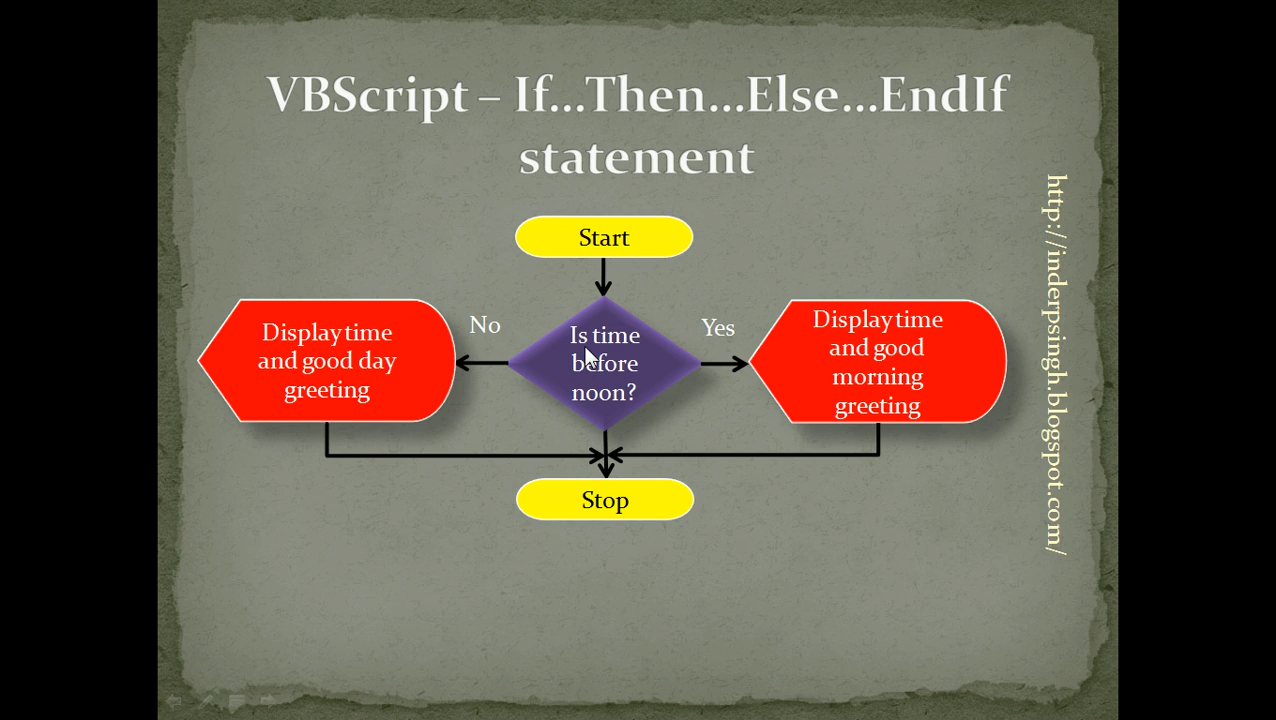 VBScript – If...Then...Else...EndIf
statement
Start
No
Yes
Display time
and good day
greeting
Is time
before
noon?
Display time
and good
morning
greeting
Stop
http://inderpsingh.blogspot.com/